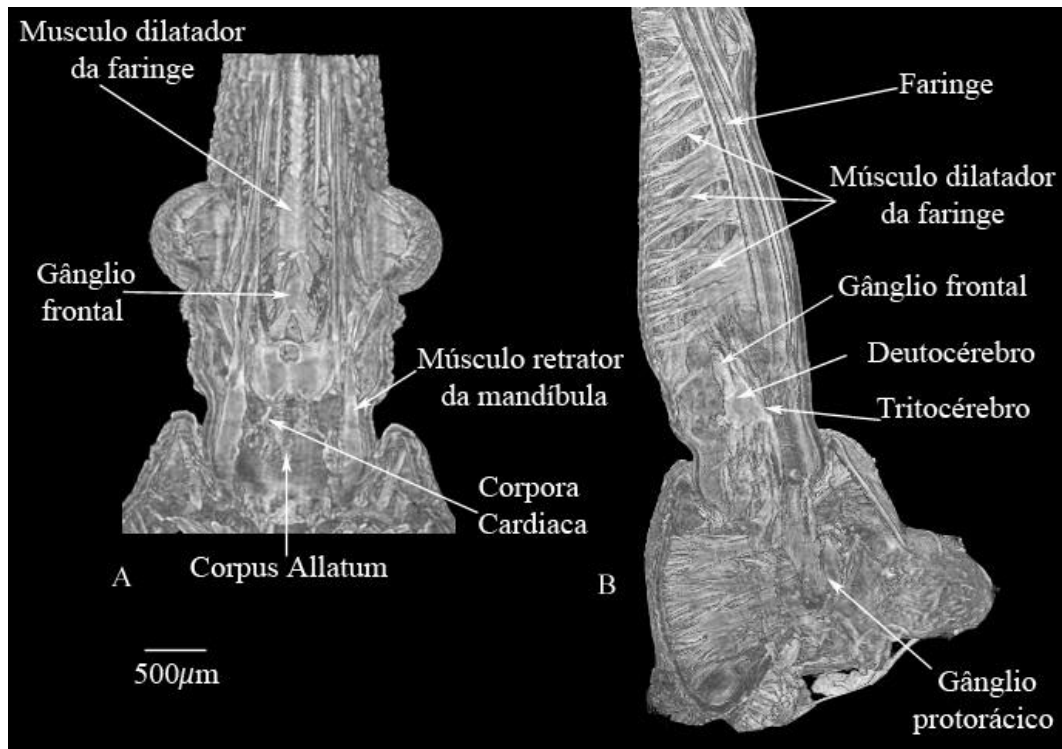 Musculo dilatador
da faringe
Gânglio
frontal
Músculo retrator
da mandíbula
Corpora
Cardiaca
Corpus Allatum
A
500μm
Faringe
Músculo dilatador
da faringe
Gânglio frontal
Deutocérebro
Tritocérebro
B
Gânglio
protorácico